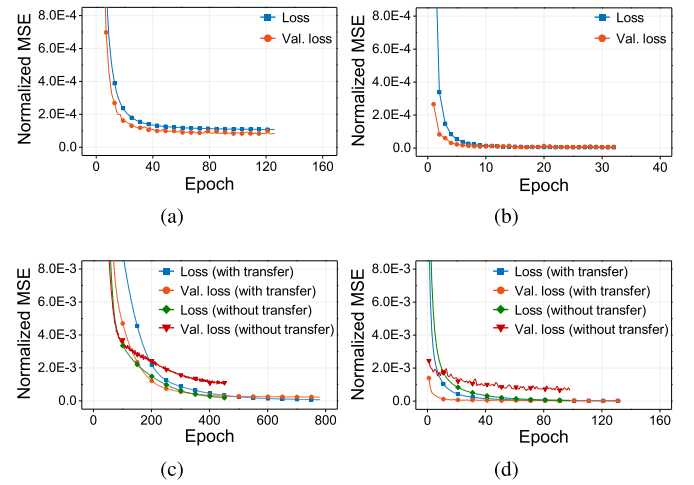 Normalized MSE
8.0E-4
6.0E-4
4.0E-4
2.0E-4
0.0
Loss
Val. loss
0 40 80 120 160
Epoch
(a)
Normalized MSE
8.0E-4
6.0E-4
4.0E-4
2.0E-4
0.0
Loss
Val. loss
0 10 20 30 40
Epoch
(b)
Normalized MSE
8.0E-3
6.0E-3
4.0E-3
2.0E-3
0.0
Loss (with transfer)
Val. loss (with transfer)
Loss (without transfer)
Val. loss (without transfer)
0 200 400 600 800
Epoch
(c)
Normalized MSE
8.0E-3
6.0E-3
4.0E-3
2.0E-3
0.0
Loss (with transfer)
Val. loss (with transfer)
Loss (without transfer)
Val. loss (without transfer)
0 40 80 120 160
Epoch
(d)